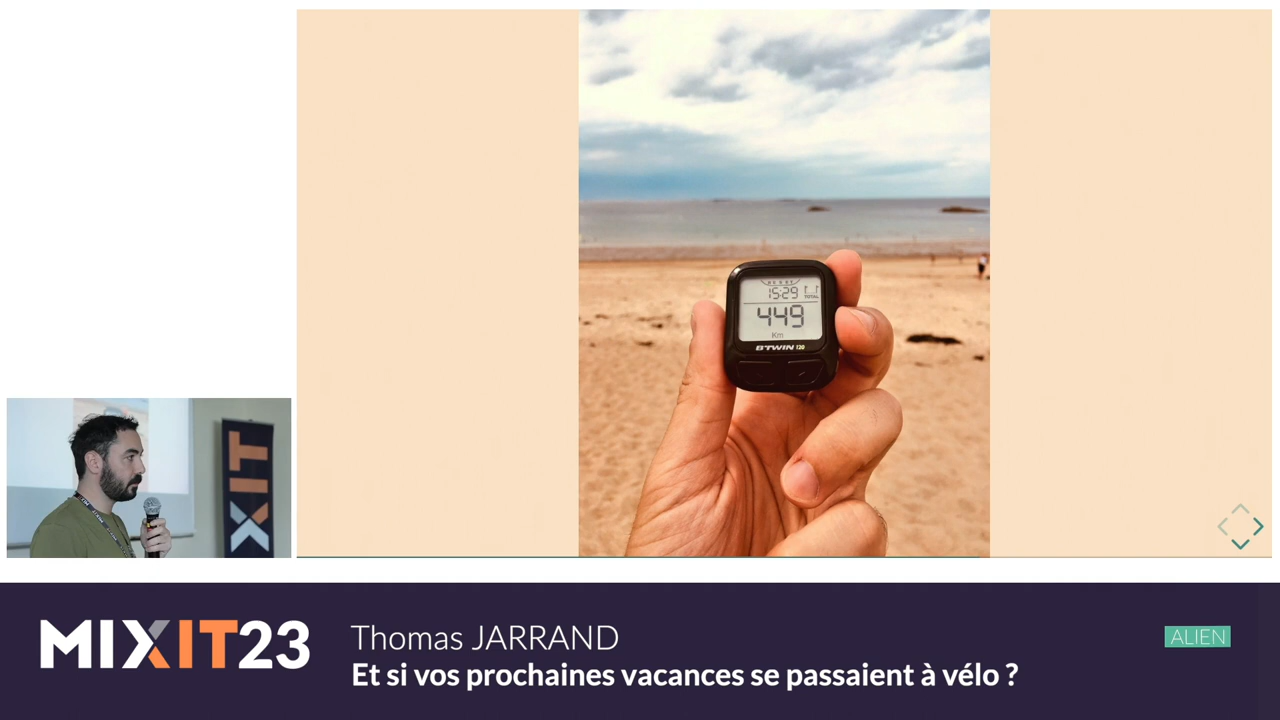 15:29
TOTAL
449
Km
BTWIN 120
MIXIT
MIXIT23
Thomas JARRAND
Et si vos prochaines vacances se passaient à vélo ?
ALIEN